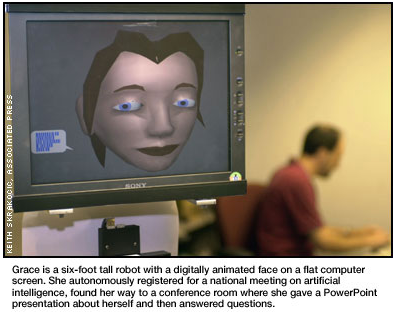 KEITH SKRAKOCIC, ASSOCIATED PRESS
SONY
Grace is a six-foot tall robot with a digitally animated face on a flat computer
screen. She autonomously registered for a national meeting on artificial
intelligence, found her way to a conference room where she gave a PowerPoint
presentation about herself and then answered questions.